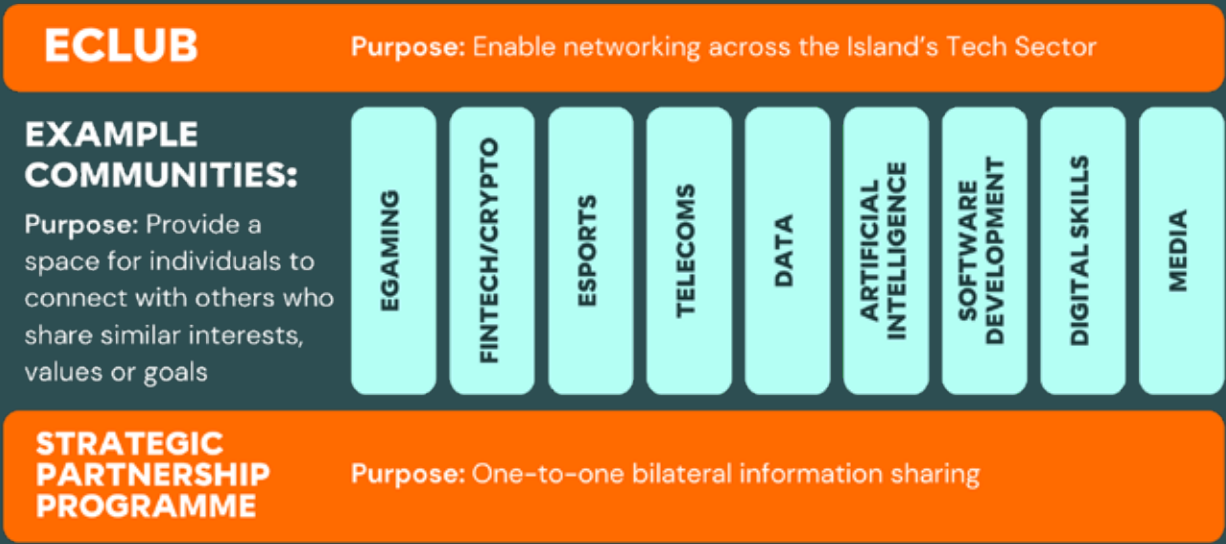 ECLUB
Purpose: Enable networking across the Island's Tech Sector
EXAMPLE
COMMUNITIES:
Purpose: Provide a
space for individuals to
connect with others who
share similar interests,
values or goals
EGAMING
FINTECH/CRYPTO
ESPORTS
TELECOMS
DATA
ARTIFICIAL
INTELLIGENCE
SOFTWARE
DEVELOPMENT
DIGITAL SKILLS
MEDIA
STRATEGIC
PARTNERSHIP
PROGRAMME
Purpose: One-to-one bilateral information sharing